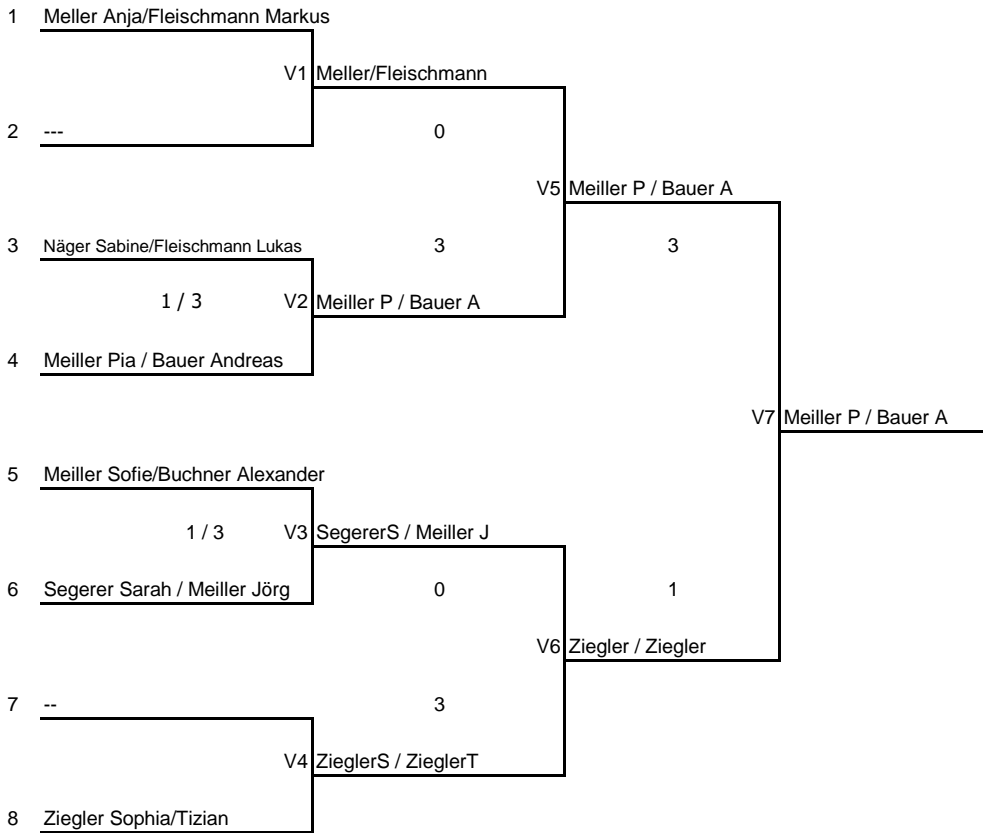 1 Meller Anja/Fleischmann Markus
V1 Meller/Fleischmann
2 --- 0
V5 Meiller P / Bauer A
3 Näger Sabine/Fleischmann Lukas 3 3
1 / 3 V2 Meiller P / Bauer A
4 Meiller Pia / Bauer Andreas
V7 Meiller P / Bauer A
5 Meiller Sofie/Buchner Alexander
1 / 3 V3 SegererS / Meiller J
6 Segerer Sarah / Meiller Jörg 0 1
V6 Ziegler / Ziegler
7 -- 3
V4 ZieglerS / ZieglerT
8 Ziegler Sophia/Tizian